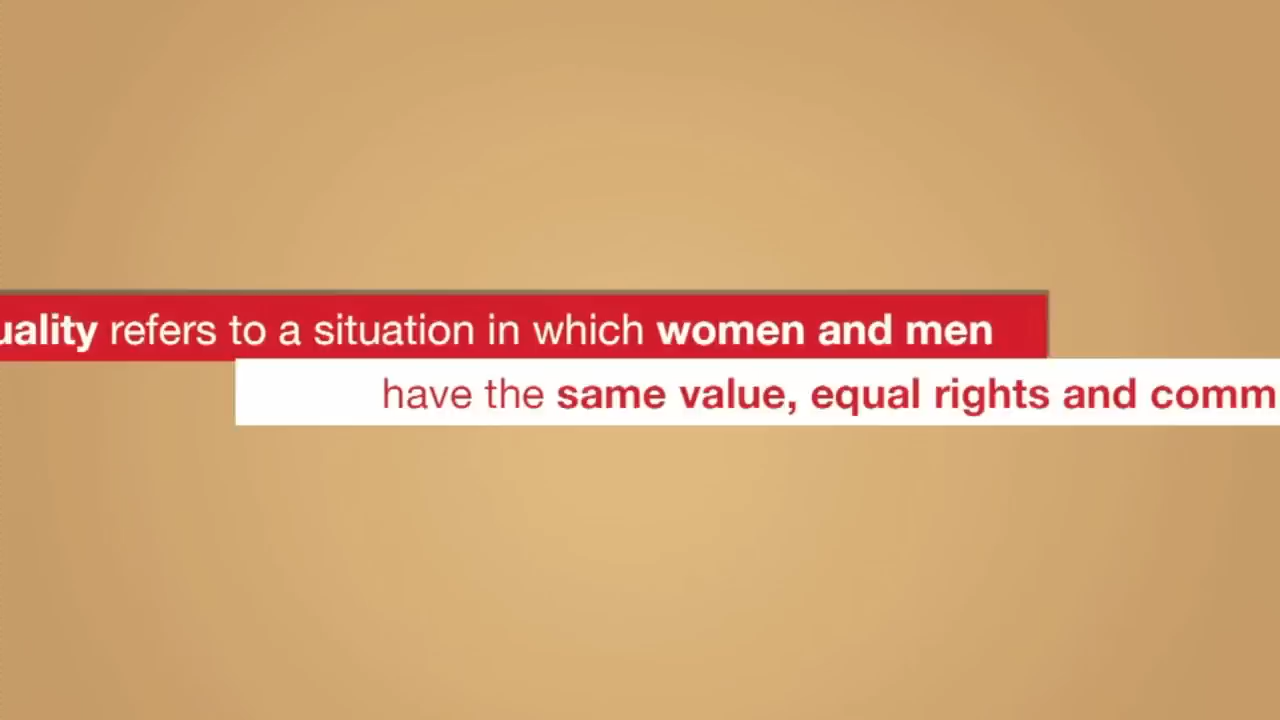 uality refers to a situation in which women and men
have the same value, equal rights and comm